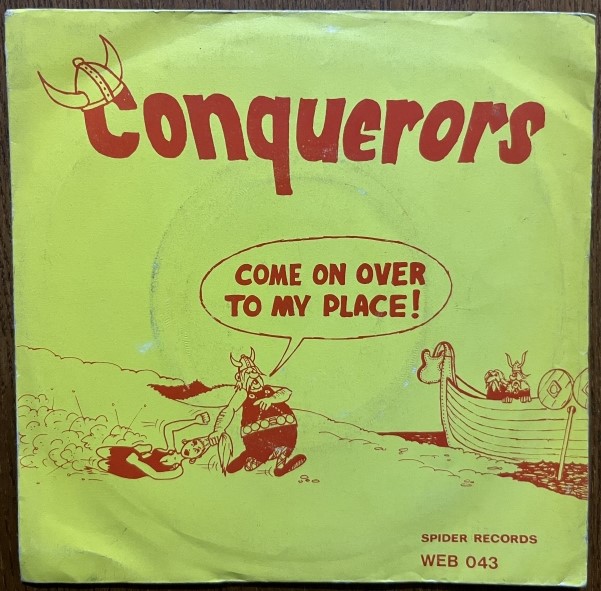 Conquerors
COME ON OVER
TO MY PLACE!
SPIDER RECORDS
WEB 043